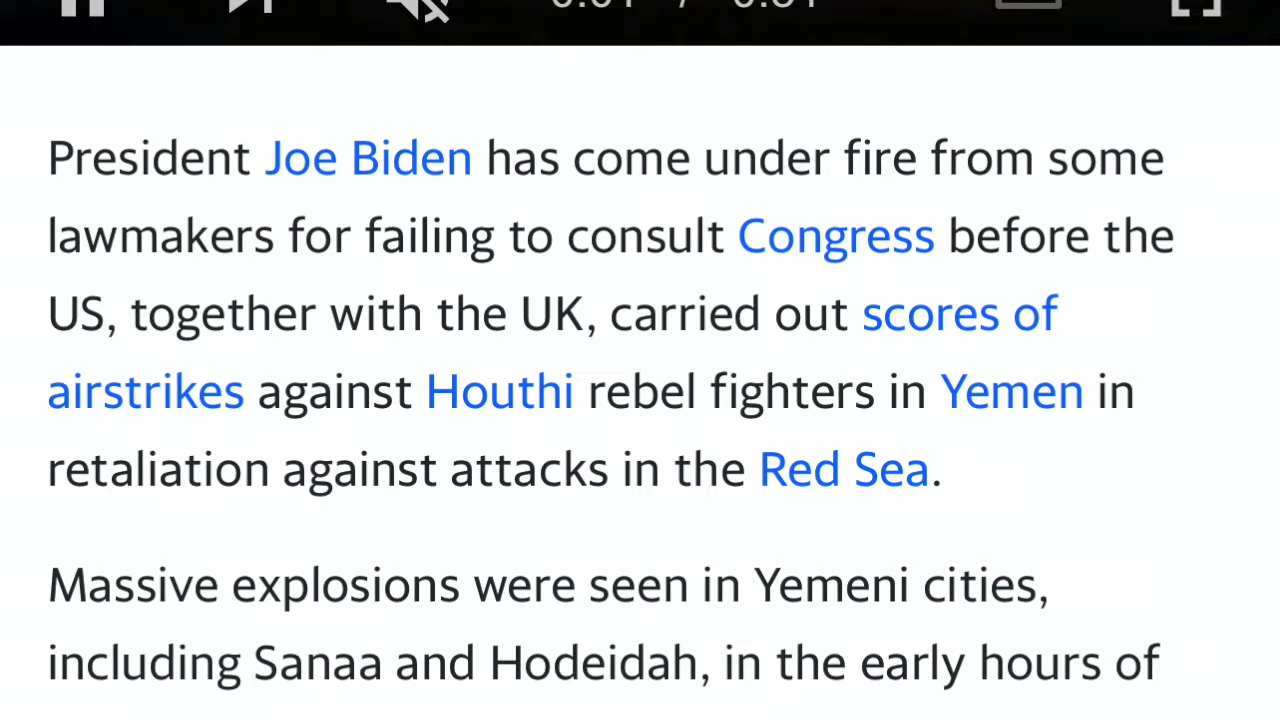 President Joe Biden has come under fire from some
lawmakers for failing to consult Congress before the
US, together with the UK, carried out scores of
airstrikes against Houthi rebel fighters in Yemen in
retaliation against attacks in the Red Sea.
Massive explosions were seen in Yemeni cities,
including Sanaa and Hodeidah, in the early hours of